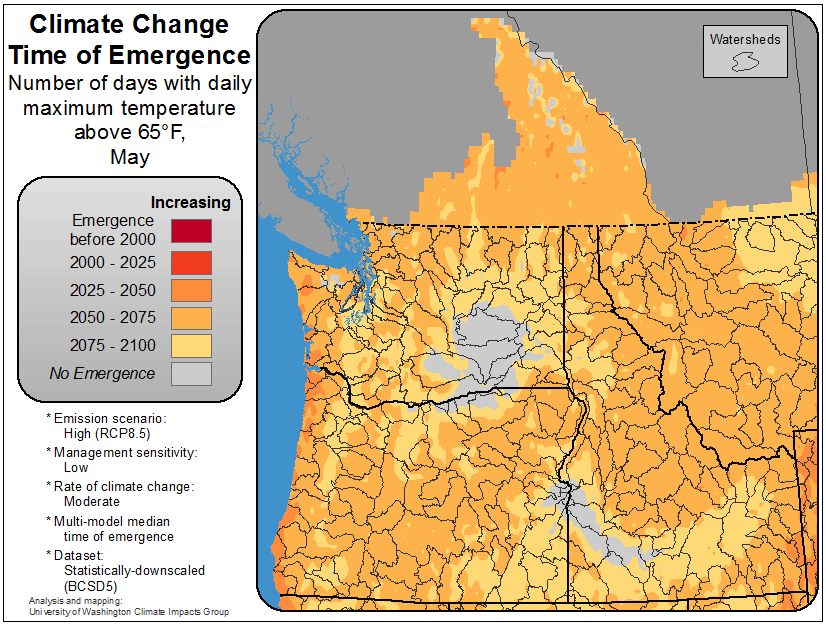 Climate Change
Time of Emergence
Number of days with daily
maximum temperature
above 65°F,
May
Increasing
Emergence
before 2000
2000 - 2025
2025 - 2050
2050 - 2075
2075 - 2100
No Emergence
* Emission scenario:
High (RCP8.5)
* Management sensitivity:
Low
* Rate of climate change:
Moderate
* Multi-model median
time of emergence
* Dataset:
Statistically-downscaled
(BCSD5)
Analysis and mapping:
University of Washington Climate Impacts Group
Watersheds